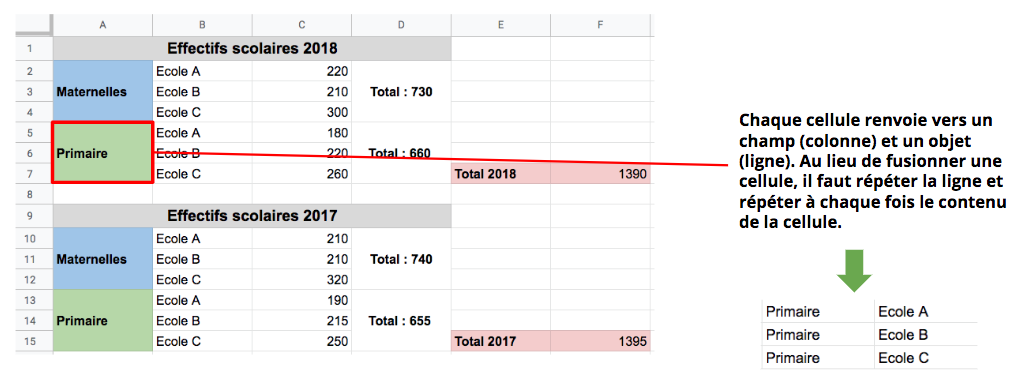 A B C D E F
1 Effectifs scolaires 2018
2 Ecole A 220
3 Maternelles Ecole B 210 Total : 730
4 Ecole C 300
5 Ecole A 180
6 Primaire Ecole B 220 Total : 660
7 Ecole C 260 Total 2018 1390
8
9 Effectifs scolaires 2017
10 Ecole A 210
11 Maternelles Ecole B 210 Total : 740
12 Ecole C 320
13 Ecole A 190
14 Primaire Ecole B 215 Total : 655
15 Ecole C 250 Total 2017 1395
Chaque cellule renvoie vers un
champ (colonne) et un objet
(ligne). Au lieu de fusionner une
cellule, il faut répéter la ligne et
répéter à chaque fois le contenu
de la cellule.
Primaire Ecole A
Primaire Ecole B
Primaire Ecole C